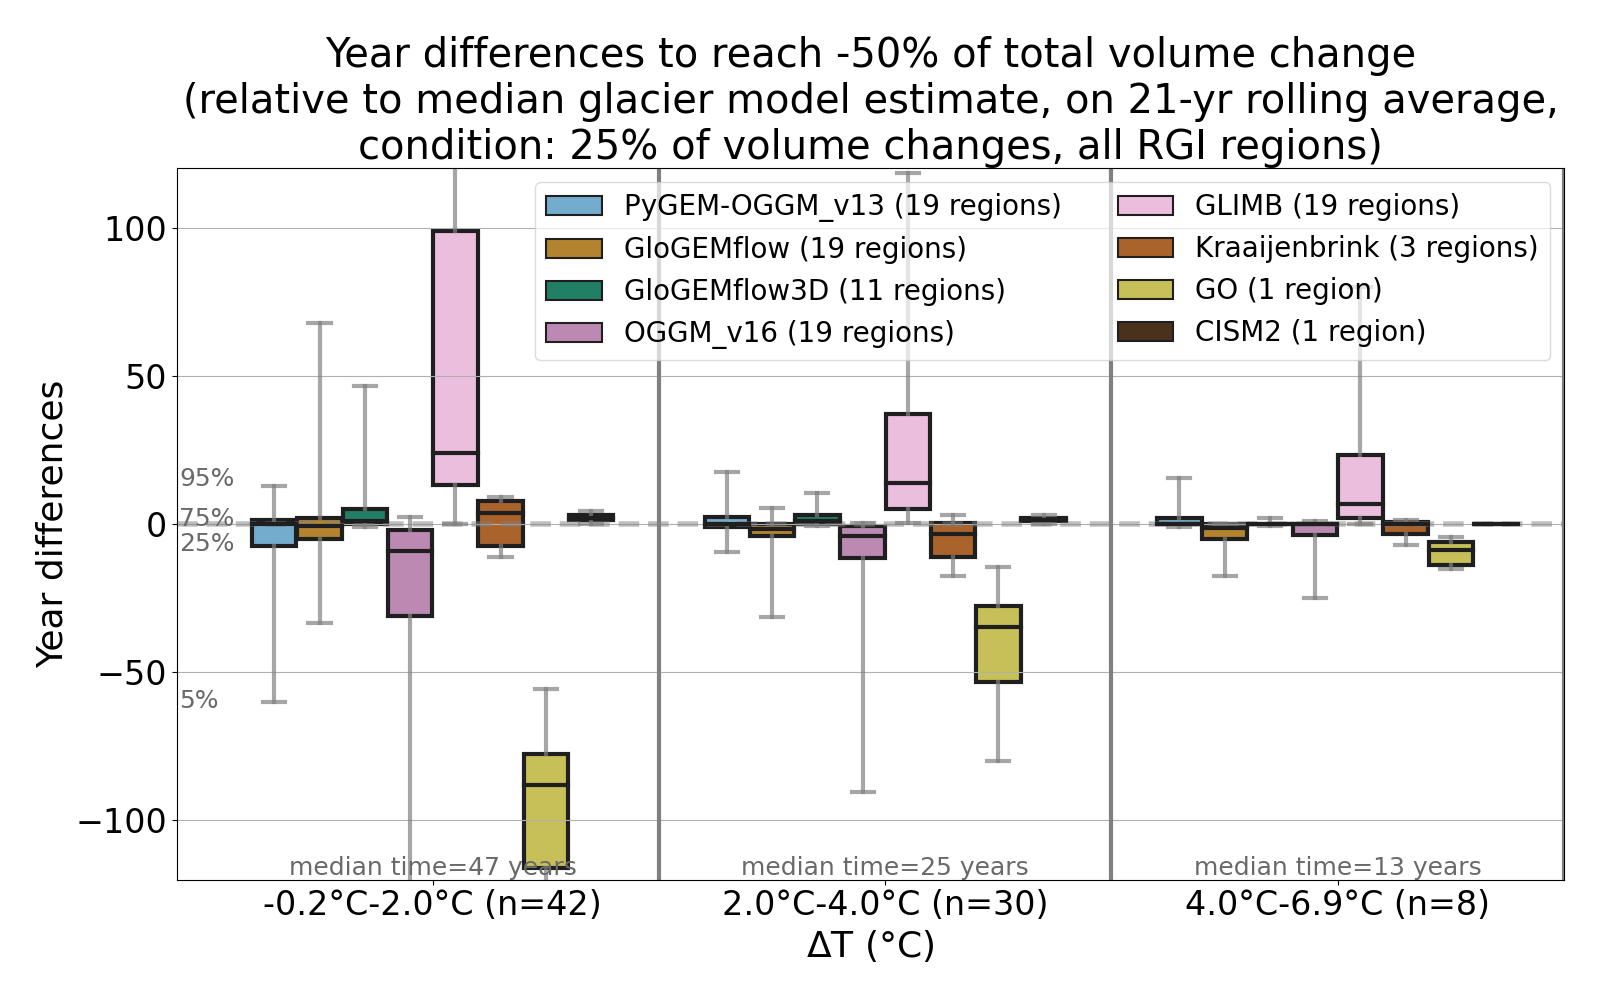 Year differences to reach -50% of total volume change
(relative to median glacier model estimate, on 21-yr rolling average,
condition: 25% of volume changes, all RGI regions)
PyGEM-OGGM_v13 (19 regions)
GloGEMflow (19 regions)
GloGEMflow3D (11 regions)
OGGM_v16 (19 regions)
GLIMB (19 regions)
Kraaijenbrink (3 regions)
GO (1 region)
CISM2 (1 region)
Year differences
100
50
0
−50
−100
95%
75%
25%
5%
median time=47 years
median time=25 years
median time=13 years
-0.2°C-2.0°C (n=42)
2.0°C-4.0°C (n=30)
4.0°C-6.9°C (n=8)
ΔT (°C)